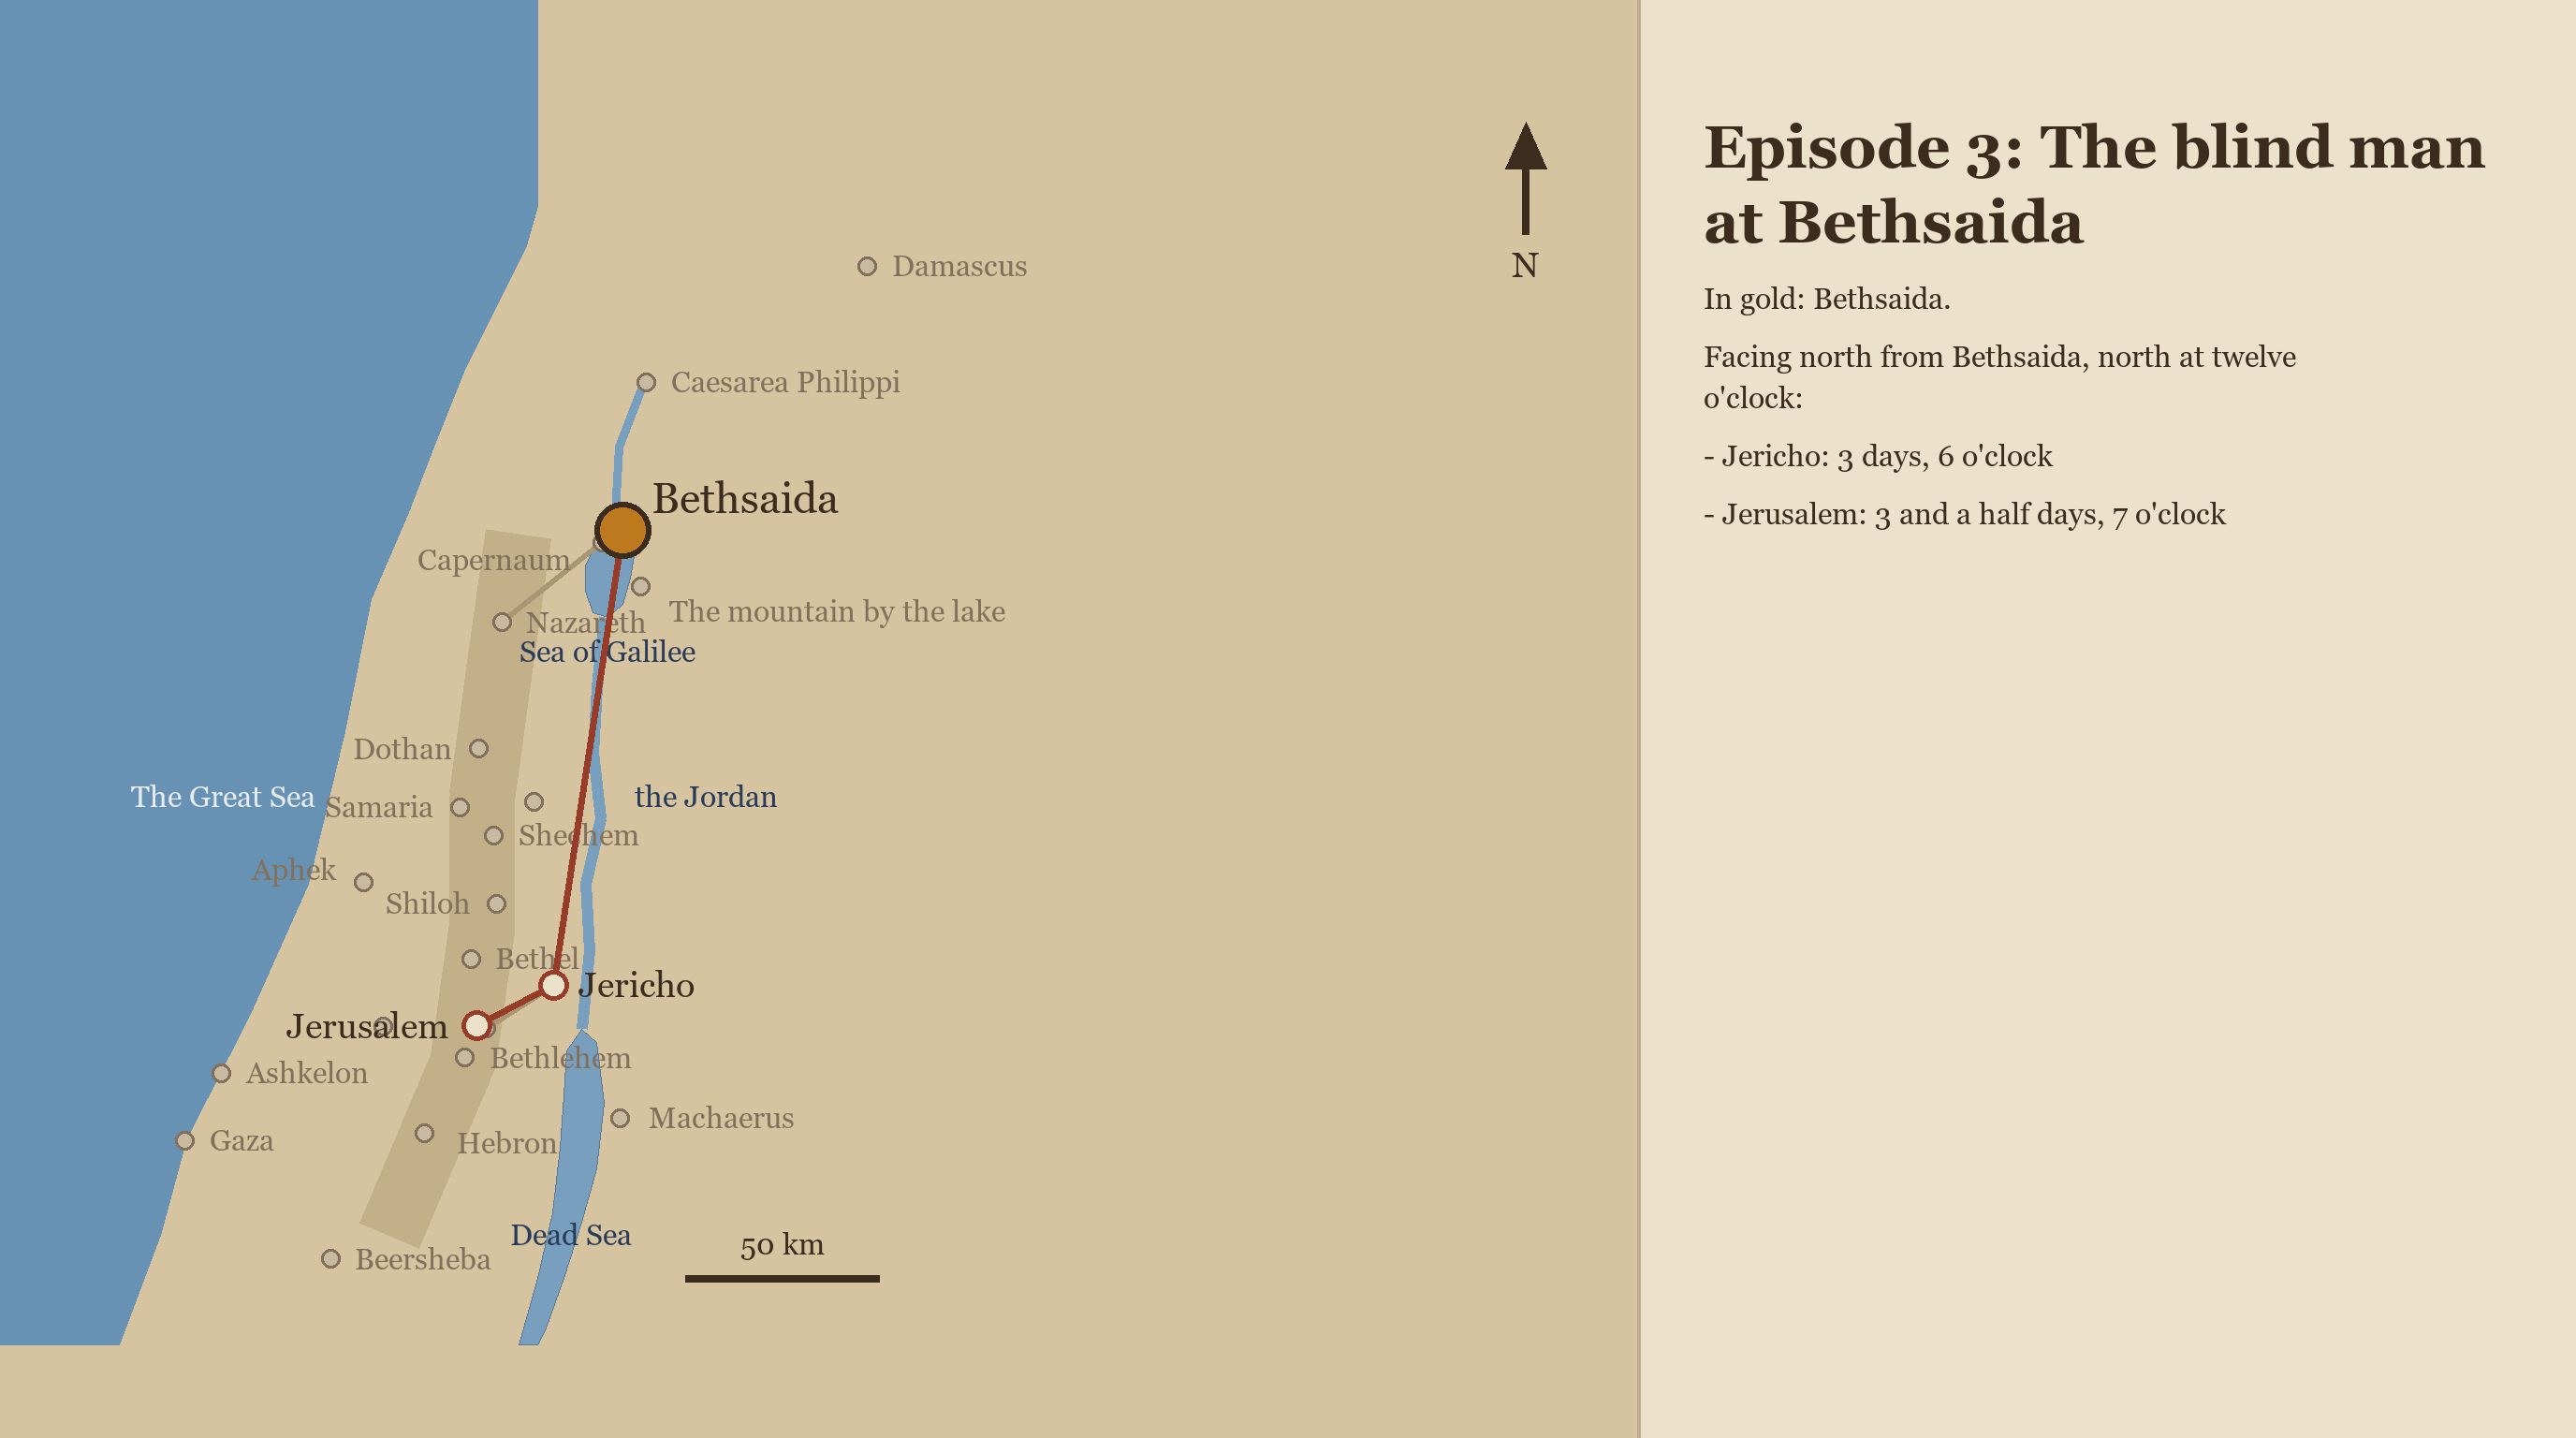 Episode 3: The blind man
at Bethsaida
In gold: Bethsaida.
Facing north from Bethsaida, north at twelve
o'clock:
- Jericho: 3 days, 6 o'clock
- Jerusalem: 3 and a half days, 7 o'clock
N
Damascus
Caesarea Philippi
Bethsaida
Capernaum
The mountain by the lake
Nazareth
Sea of Galilee
Dothan
The Great Sea
Samaria
the Jordan
Shechem
Aphek
Shiloh
Bethel
Jericho
Jerusalem
Bethlehem
Ashkelon
Machaerus
Gaza
Hebron
Dead Sea
50 km
Beersheba